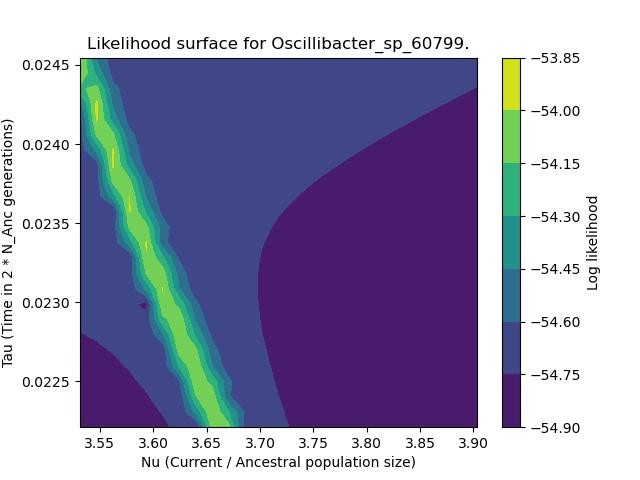 Likelihood surface for Oscillibacter_sp_60799.
Tau (Time in 2 * N_Anc generations)
0.0245
0.0240
0.0235
0.0230
0.0225
3.55 3.60 3.65 3.70 3.75 3.80 3.85 3.90
Nu (Current / Ancestral population size)
−53.85
−54.00
−54.15
−54.30
−54.45
−54.60
−54.75
−54.90
Log likelihood